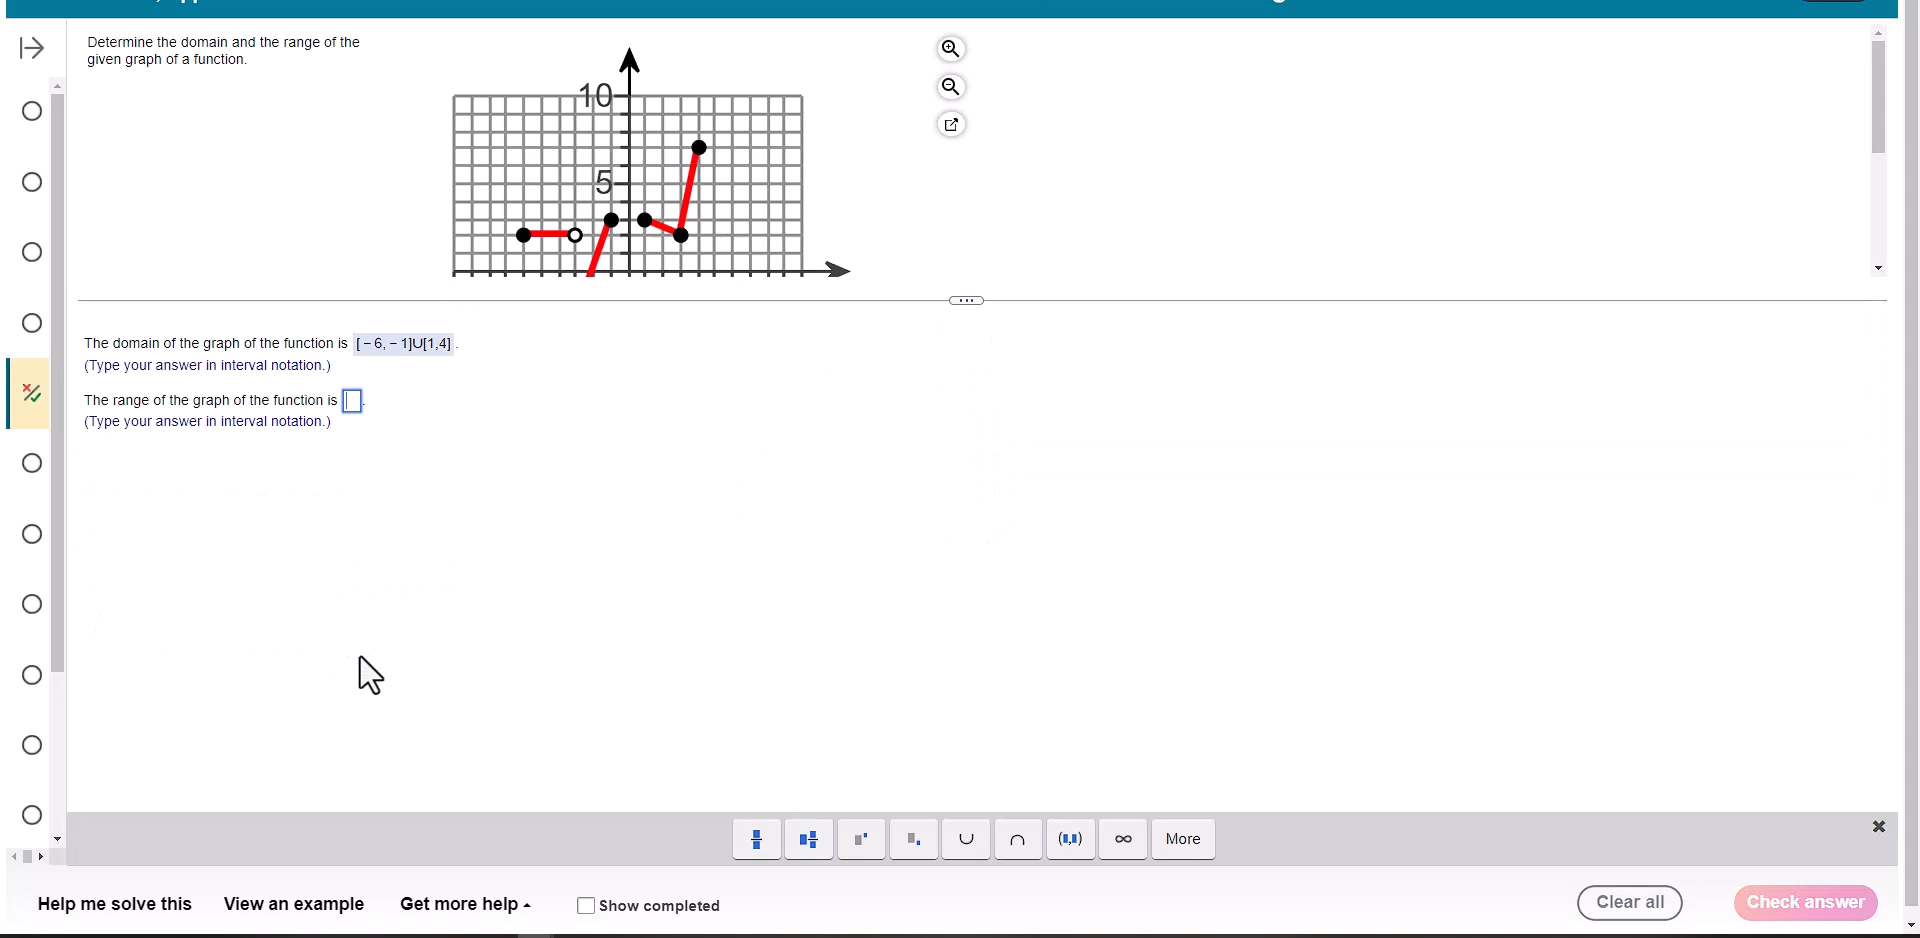 Determine the domain and the range of the
given graph of a function.
10
5
The domain of the graph of the function is [ − 6, − 1]∪[1,4] .
(Type your answer in interval notation.)
The range of the graph of the function is .
(Type your answer in interval notation.)
∪ ∩ (,) ∞ More
Help me solve this View an example Get more help Show completed Clear all Check answer